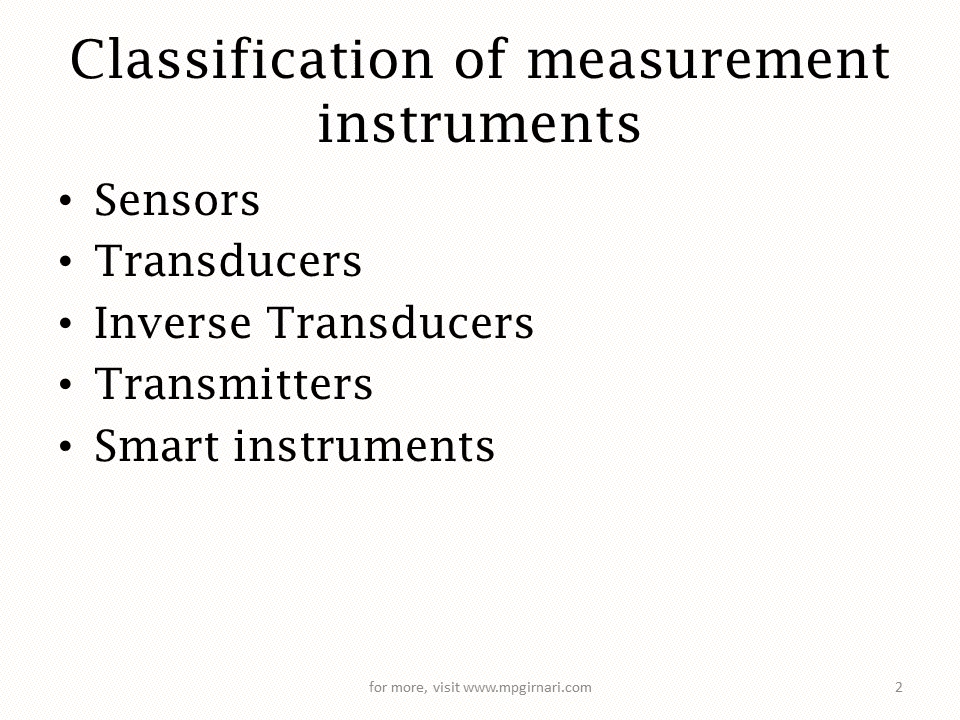 Classification of measurement
instruments
• Sensors
• Transducers
• Inverse Transducers
• Transmitters
• Smart instruments
for more, visit www.mpgirnari.com
2